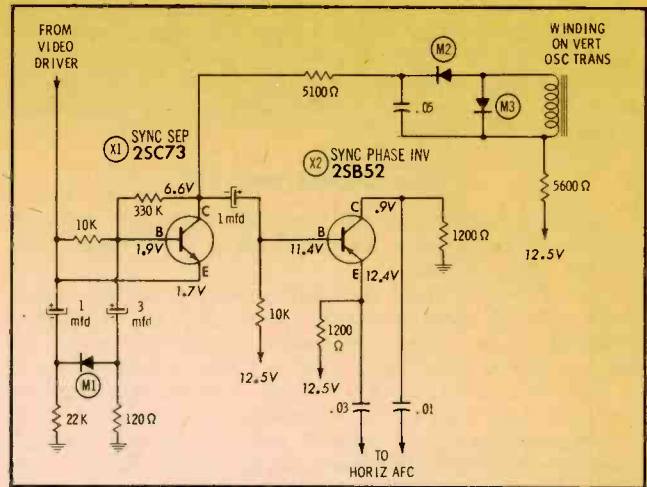 FROM
VIDEO
DRIVER
WINDING
ON VERT
OSC TRANS
M2
M3
5100Ω
.05
X1 SYNC SEP
2SC73
X2 SYNC PHASE INV
2SB52
5600Ω
12.5V
330 K
6.6V
C
1 mfd
10K
B
1.9V
E
1.7V
C
.9V
B
11.4V
E
12.4V
1200 Ω
1
mfd
3
mfd
10K
12.5V
1200
Ω
12.5V
M1
22 K
120Ω
.03
.01
TO
HORIZ AFC